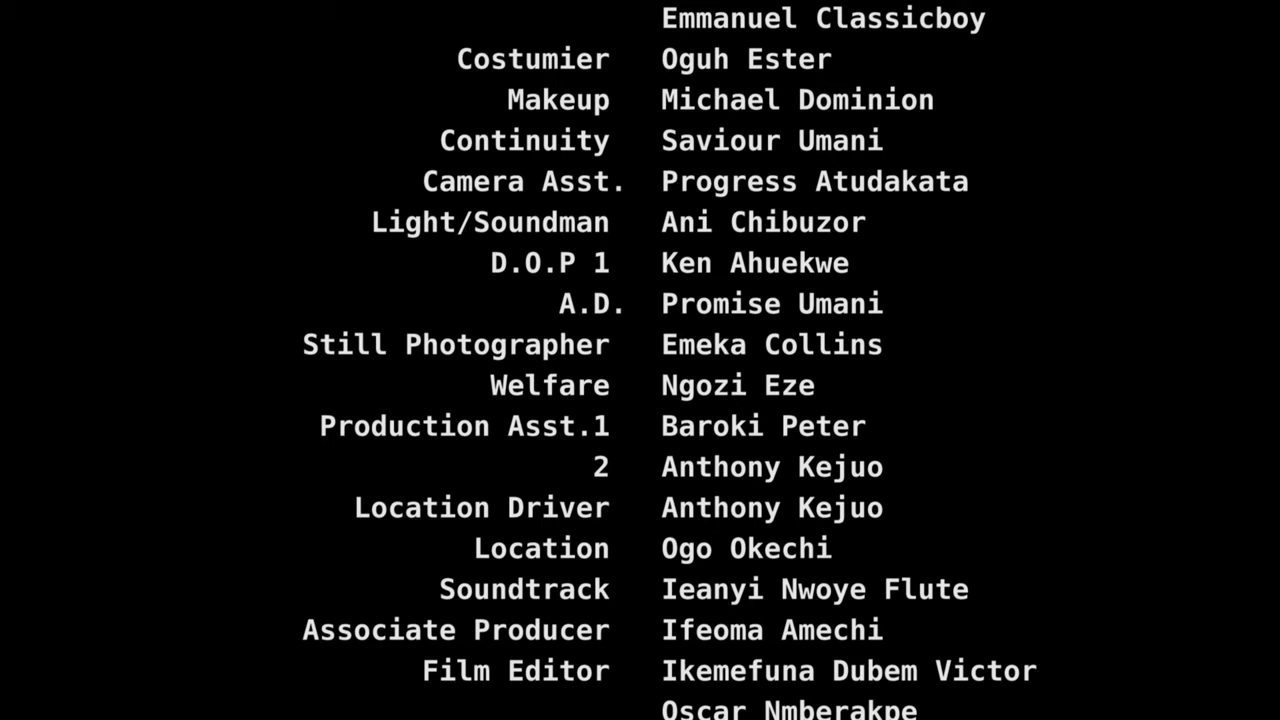 Emmanuel Classicboy
Costumier Oguh Ester
Makeup Michael Dominion
Continuity Saviour Umani
Camera Asst. Progress Atudakata
Light/Soundman Ani Chibuzor
D.O.P 1 Ken Ahuekwe
A.D. Promise Umani
Still Photographer Emeka Collins
Welfare Ngozi Eze
Production Asst.1 Baroki Peter
2 Anthony Kejuo
Location Driver Anthony Kejuo
Location Ogo Okechi
Soundtrack Ieanyi Nwoye Flute
Associate Producer Ifeoma Amechi
Film Editor Ikemefuna Dubem Victor
Oscar Nmberakpe